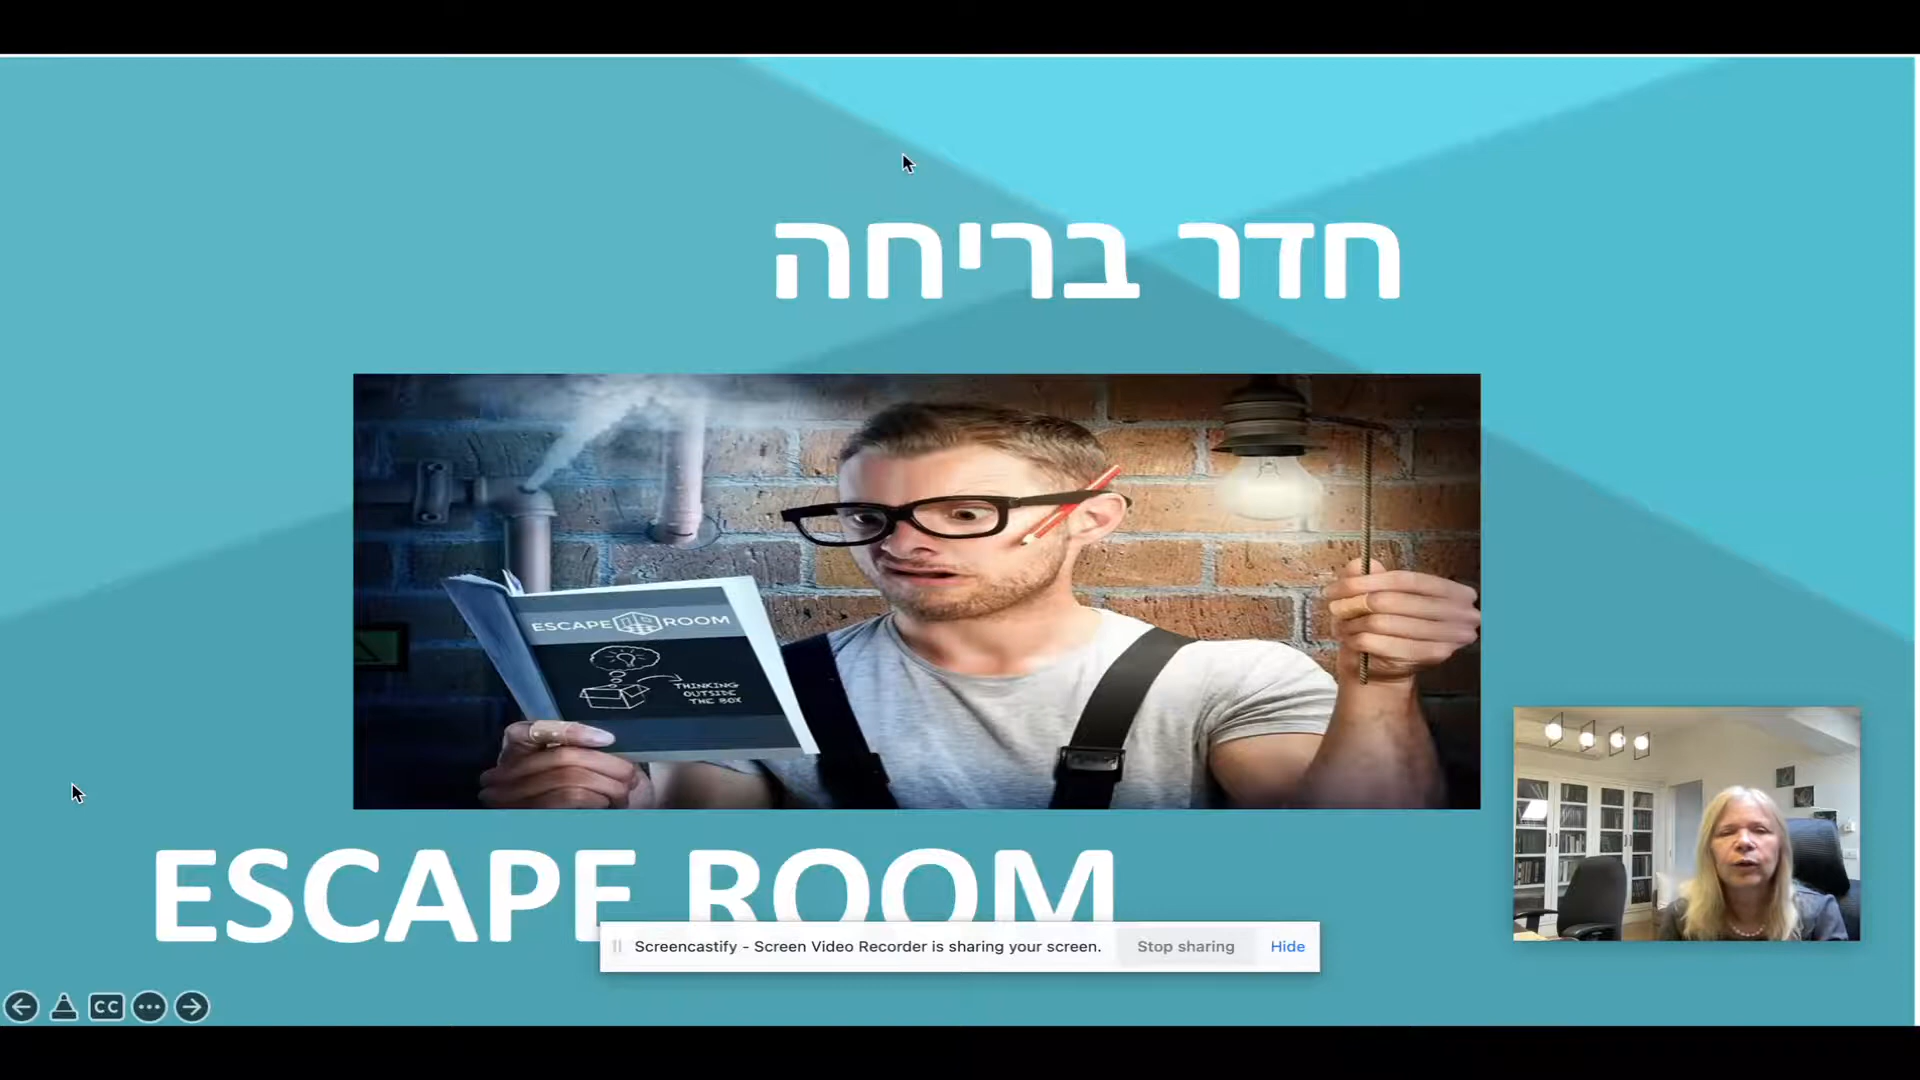 חדר בריחה
ESCAPE ROOM
THINKING
OUTSIDE
THE BOX
ESCAPE ROOM
Screencastify - Screen Video Recorder is sharing your screen.
Stop sharing
Hide
CC